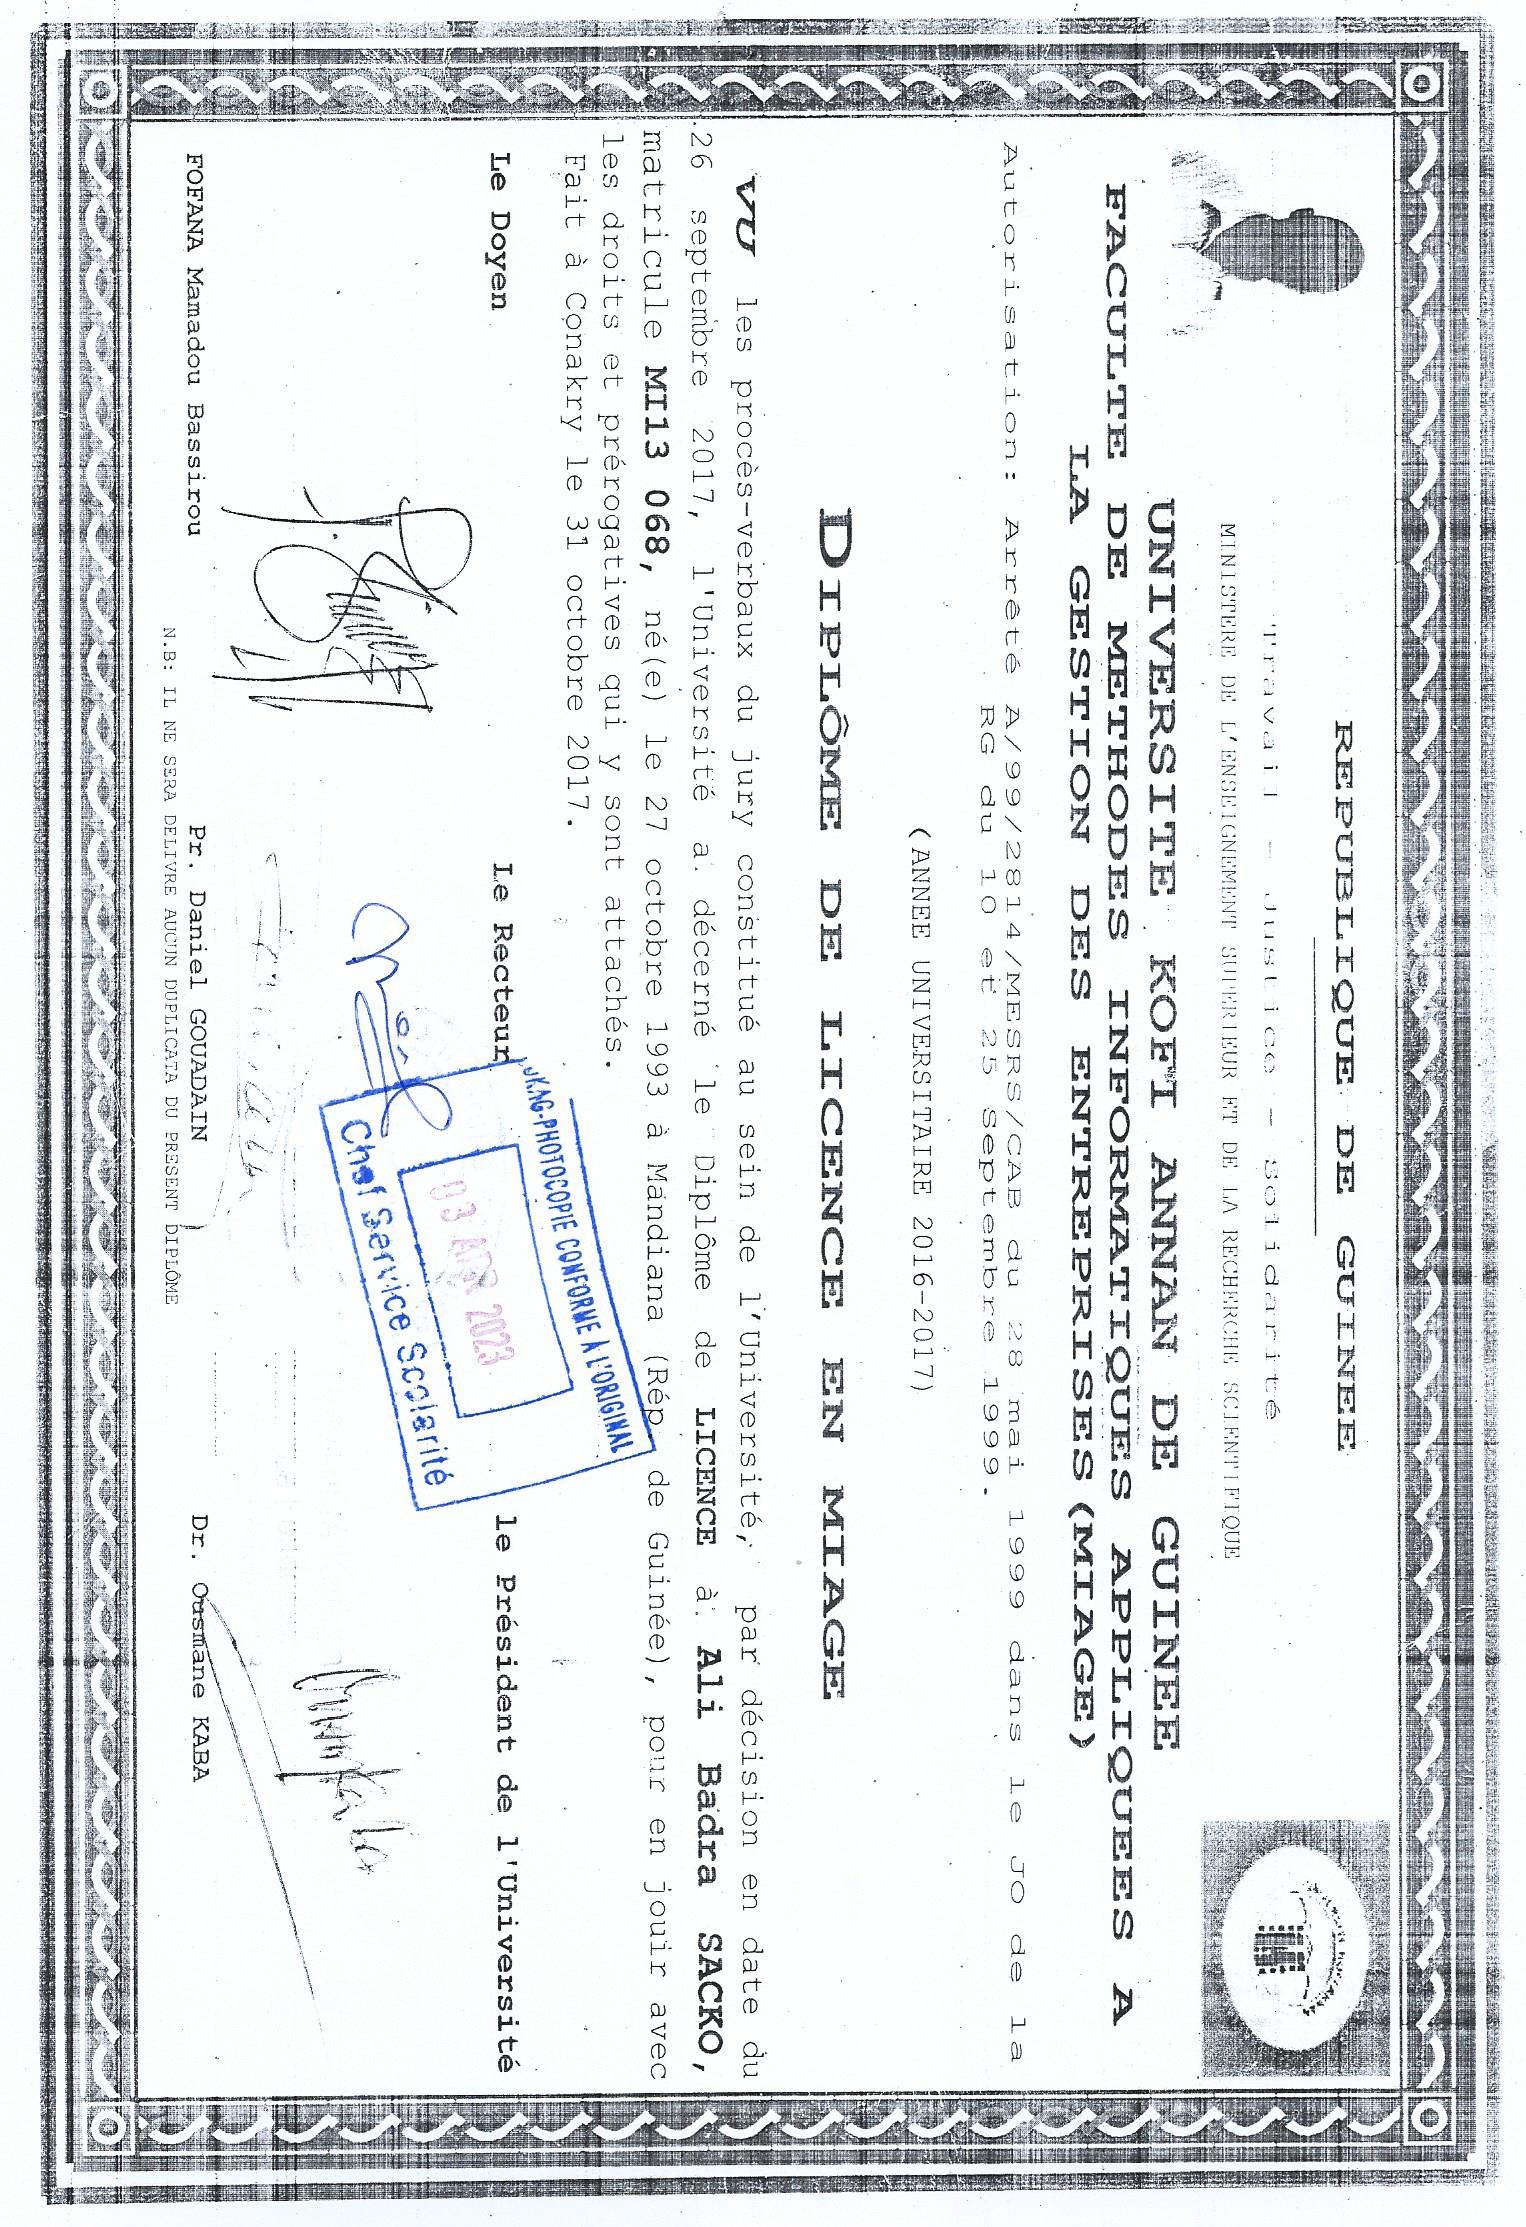 REPUBLIQUE DE GUINEE
Travail - Justice - Solidarité
MINISTERE DE L'ENSEIGNEMENT SUPERIEUR ET DE LA RECHERCHE SCIENTIFIQUE
UNIVERSITE KOFI ANNAN DE GUINEE
FACULTE DE METHODES INFORMATIQUES APPLIQUEES A
LA GESTION DES ENTREPRISES (MIAGE)
Autorisation: Arrêté A/99/2814/MESRS/CAB du 28 mai 1999 dans le JO de la
RG du 10 et 25 Septembre 1999.
(ANNEE UNIVERSITAIRE 2016-2017)
DIPLÔME DE LICENCE EN MIAGE
VU les procès-verbaux du jury constitué au sein de l'Université, par décision en date du
26 septembre 2017, l'Université a décerné le Diplôme de LICENCE à Ali Badra SACKO,
matricule MI13 068, né(e) le 27 octobre 1993 à Mandiana (Rép. de Guinée), pour en jouir avec
les droits et prérogatives qui y sont attachés.
Fait à Conakry le 31 octobre 2017.
UKAG-PHOTOCOPIE CONFORME A L'ORIGINAL
03 APR 2023
Chef Service Scolarité
Le Doyen
Le Recteur
le Président de l'Université
FOFANA Mamadou Bassirou
Pr. Daniel GOUADAIN
Dr. Ousmane KABA
N.B: IL NE SERA DELIVRE AUCUN DUPLICATA DU PRESENT DIPLÔME